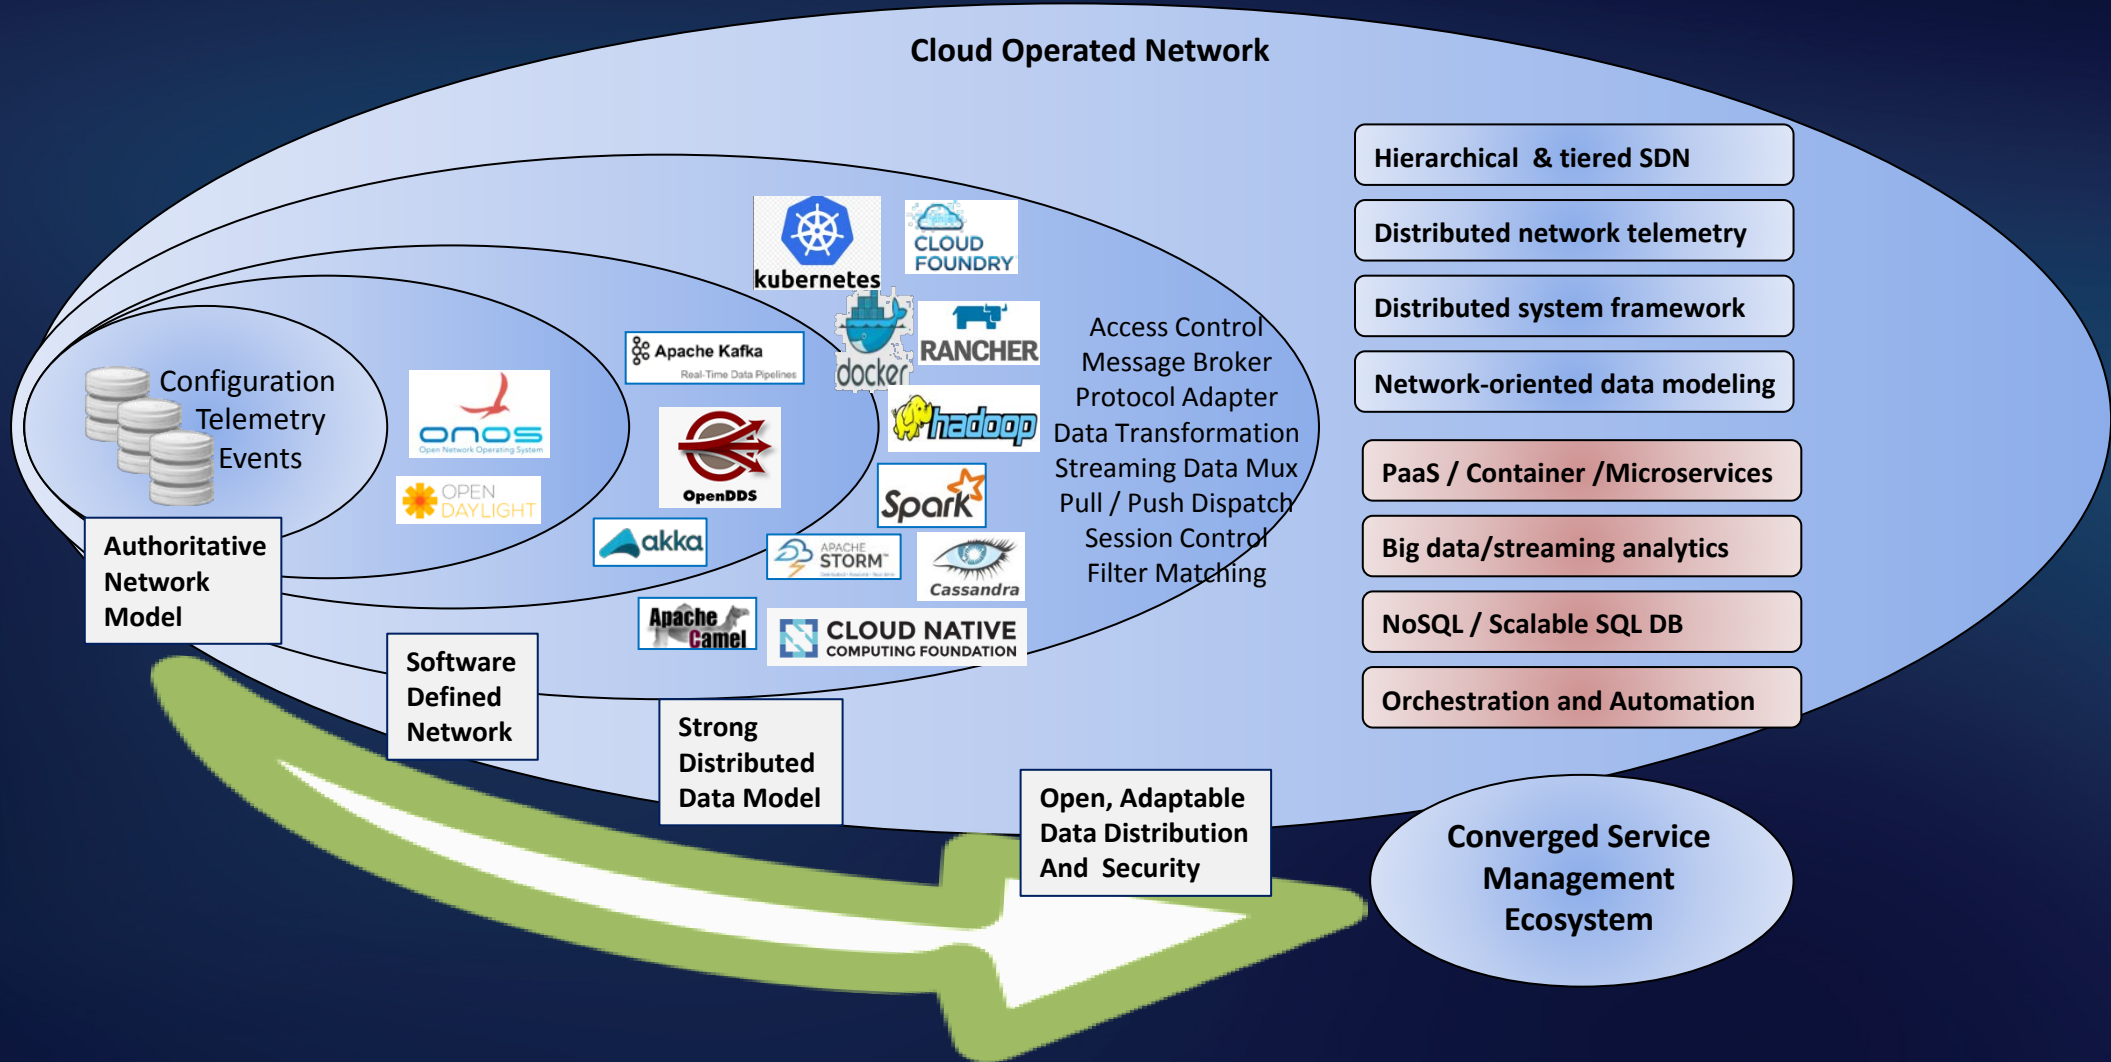 Cloud Operated Network
Hierarchical & tiered SDN
Distributed network telemetry
Distributed system framework
Network-oriented data modeling
PaaS / Container /Microservices
Big data/streaming analytics
NoSQL / Scalable SQL DB
Orchestration and Automation
kubernetes
CLOUD
FOUNDRY
docker
RANCHER
Apache Kafka
Real-Time Data Pipelines
hadoop
OpenDDS
Spark
akka
APACHE
STORM™
Cassandra
Apache
Camel
CLOUD NATIVE
COMPUTING FOUNDATION
Access Control
Message Broker
Protocol Adapter
Data Transformation
Streaming Data Mux
Pull / Push Dispatch
Session Control
Filter Matching
Configuration
Telemetry
Events
onos
Open Network Operating System
OPEN
DAYLIGHT
Authoritative
Network
Model
Software
Defined
Network
Strong
Distributed
Data Model
Open, Adaptable
Data Distribution
And Security
Converged Service
Management
Ecosystem